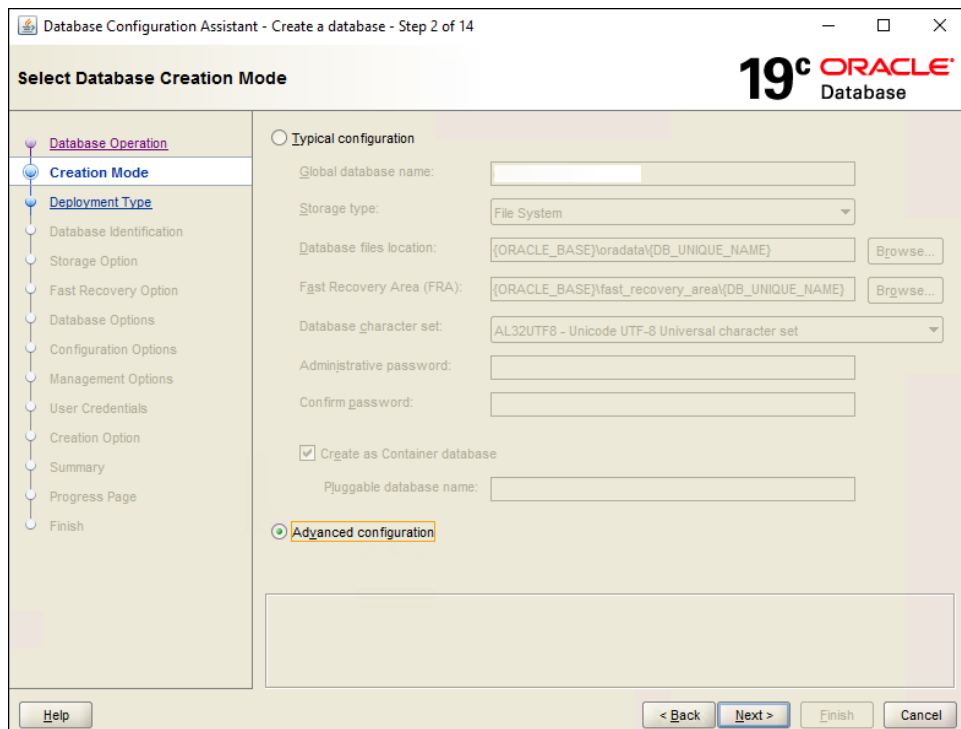 Database Configuration Assistant - Create a database - Step 2 of 14
Select Database Creation Mode
19c ORACLE
Database
Database Operation
Creation Mode
Deployment Type
Database Identification
Storage Option
Fast Recovery Option
Database Options
Configuration Options
Management Options
User Credentials
Creation Option
Summary
Progress Page
Finish
Typical configuration
Global database name:
Storage type: File System
Database files location: {ORACLE_BASE}\oradata\{DB_UNIQUE_NAME} Browse...
Fast Recovery Area (FRA): {ORACLE_BASE}\fast_recovery_area\{DB_UNIQUE_NAME} Browse...
Database character set: AL32UTF8 - Unicode UTF-8 Universal character set
Administrative password:
Confirm password:
Create as Container database
Pluggable database name:
Advanced configuration
Help < Back Next > Finish Cancel